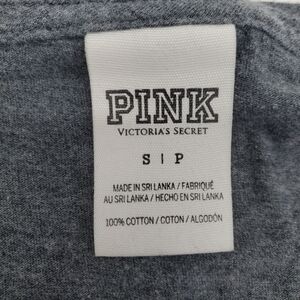 PINK
VICTORIA'S SECRET
S | P
MADE IN SRI LANKA / FABRIQUÉ
AU SRI LANKA / HECHO EN SRI LANKA
100% COTTON / COTON / ALGODÓN